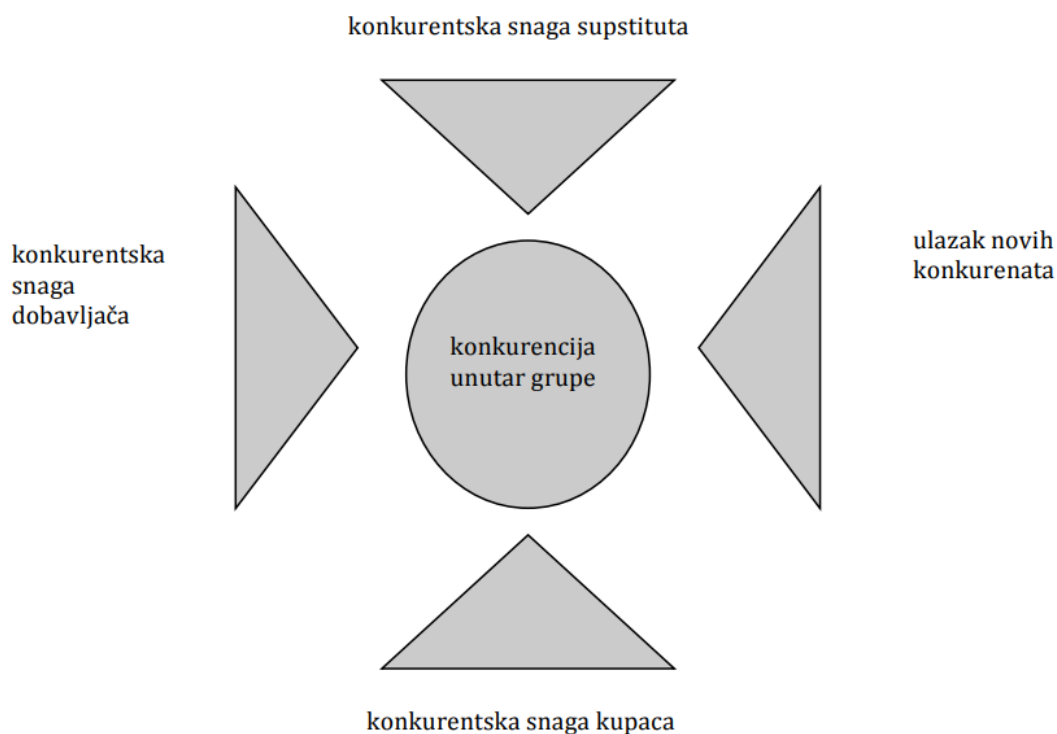 konkurentska snaga supstituta
konkurentska
snaga
dobavljača
ulazak novih
konkurenata
konkurencija
unutar grupe
konkurentska snaga kupaca